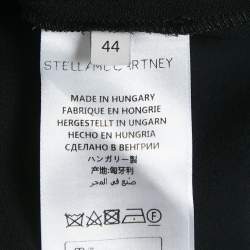 44
STELLA McCARTNEY
MADE IN HUNGARY
FABRIQUE EN HONGRIE
HERGESTELLT IN UNGARN
HECHO EN HUNGRIA
СДЕЛАНО В ВЕНГРИИ
ハンガリー製
产地:匈牙利
صنع في المجر